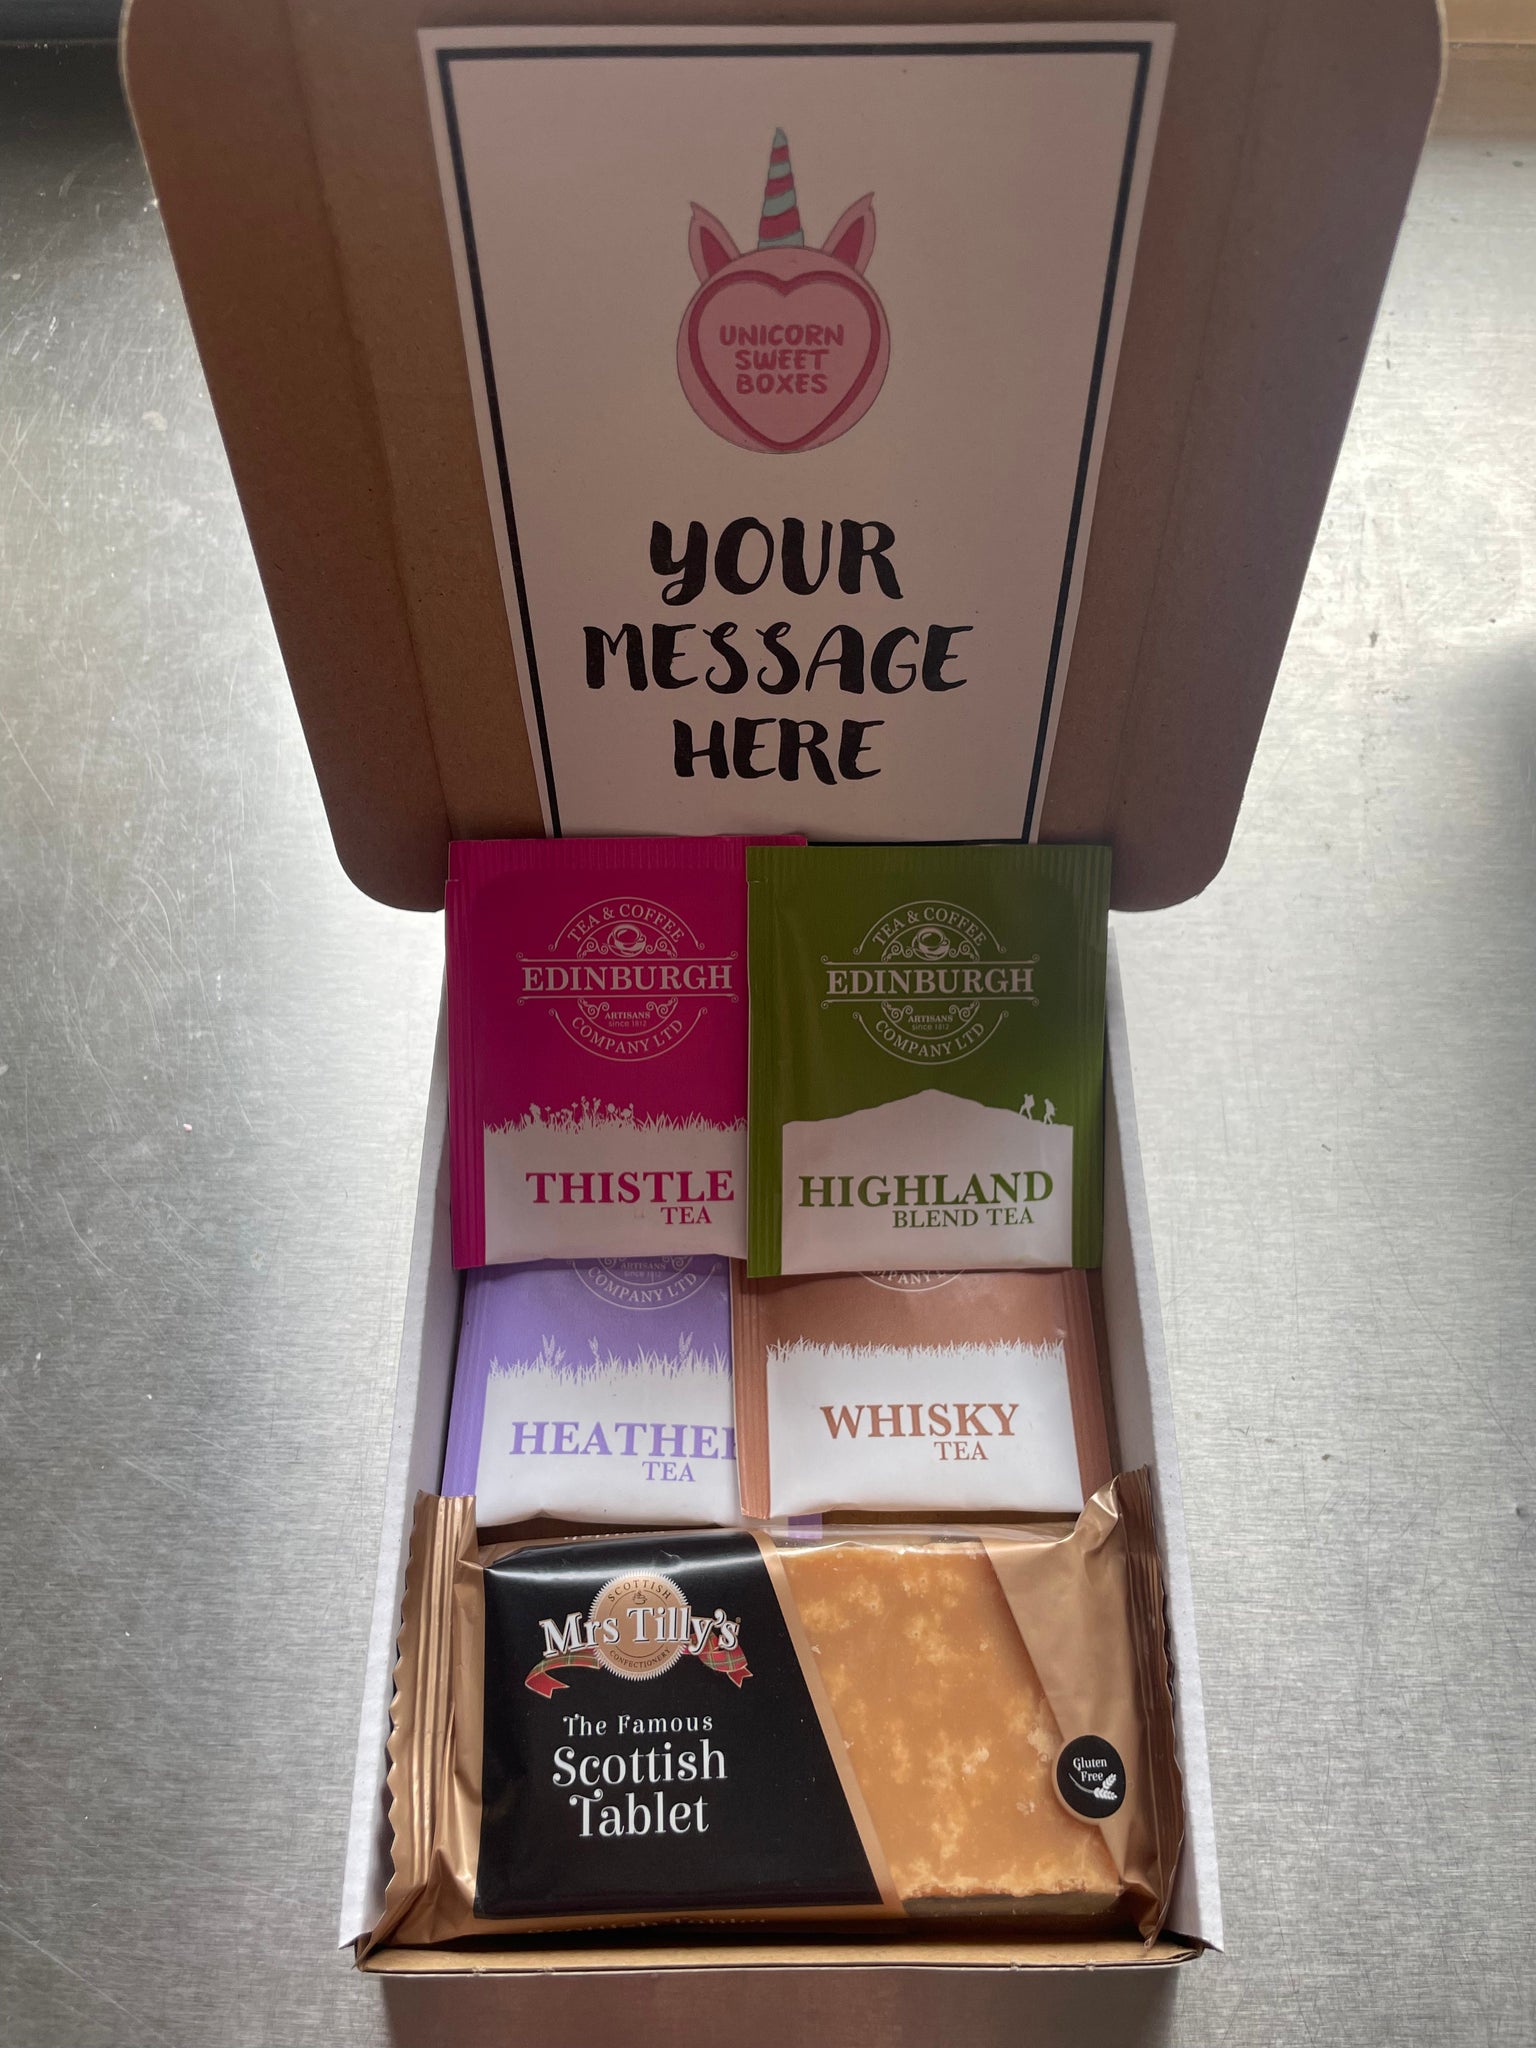 UNICORN
SWEET
BOXES
YOUR
MESSAGE
HERE
TEA & COFFEE
EDINBURGH
ARTISANS
since 1812
COMPANY LTD
THISTLE
TEA
TEA & COFFEE
EDINBURGH
ARTISANS
since 1812
COMPANY LTD
HIGHLAND
BLEND TEA
ARTISANS
since 1812
COMPANY LTD
HEATHER
TEA
WHISKY
TEA
SCOTTISH
Mrs Tilly's
CONFECTIONERY
The Famous
Scottish
Tablet
Gluten
Free